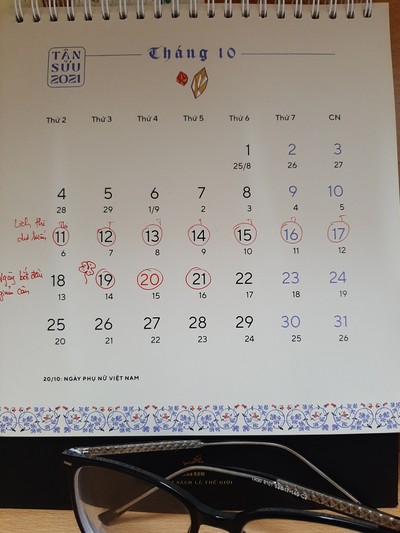 TÂN
SỬU
2021
Tháng 10
Thứ 2 Thứ 3 Thứ 4 Thứ 5 Thứ 6 Thứ 7 CN
1 2 3
25/8 26 27
4 5 6 7 8 9 10
28 29 1/9 2 3 4 5
Lịch thi
dự kiến
11 12 13 14 15 16 17
6 7 8 9 10 11 12
Ngày bắt đầu
18 19 20 21 22 23 24
13 14 15 16 17 18 19
25 26 27 28 29 30 31
20 21 22 23 24 25 26
20/10: NGÀY PHỤ NỮ VIỆT NAM
SÁCH LÀ THẾ GIỚI